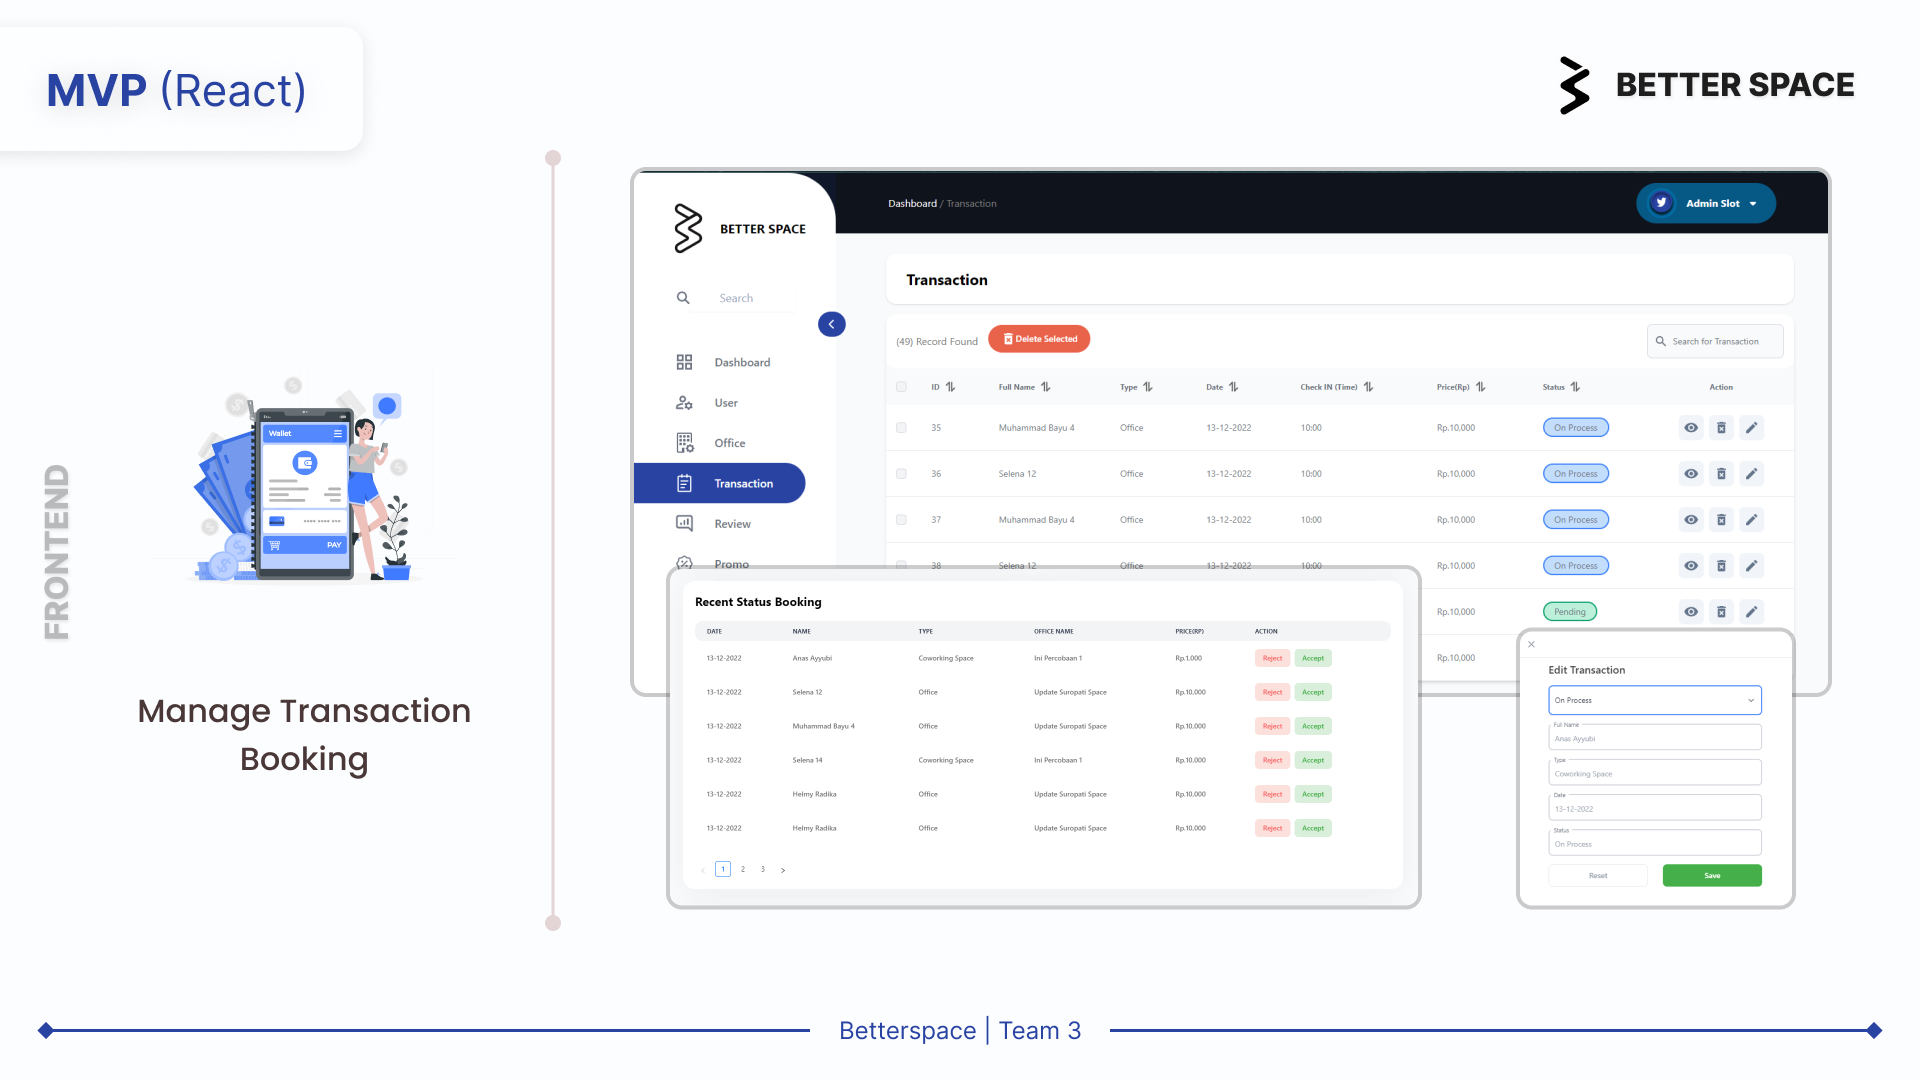 MVP (React)
BETTER SPACE
FRONTEND
Wallet
PAY
Manage Transaction
Booking
BETTER SPACE
Search
Dashboard
User
Office
Transaction
Review
Promo
Dashboard / Transaction
Admin Slot
Transaction
(49) Record Found
Delete Selected
Search for Transaction
ID Full Name Type Date Check IN (Time) Price(Rp) Status Action
35 Muhammad Bayu 4 Office 13-12-2022 10:00 Rp.10,000 On Process
36 Selena 12 Office 13-12-2022 10:00 Rp.10,000 On Process
37 Muhammad Bayu 4 Office 13-12-2022 10:00 Rp.10,000 On Process
38 Selena 12 Office 13-12-2022 10:00 Rp.10,000 On Process
Rp.10,000 Pending
Rp.10,000
Recent Status Booking
DATE NAME TYPE OFFICE NAME PRICE(RP) ACTION
13-12-2022 Anas Ayyubi Coworking Space Ini Percobaan 1 Rp.1.000 Reject Accept
13-12-2022 Selena 12 Office Update Suropati Space Rp.10.000 Reject Accept
13-12-2022 Muhammad Bayu 4 Office Update Suropati Space Rp.10.000 Reject Accept
13-12-2022 Selena 14 Coworking Space Ini Percobaan 1 Rp.10.000 Reject Accept
13-12-2022 Helmy Radika Office Update Suropati Space Rp.10.000 Reject Accept
13-12-2022 Helmy Radika Office Update Suropati Space Rp.10.000 Reject Accept
< 1 2 3 >
Edit Transaction
On Process
Full Name
Anas Ayyubi
Type
Coworking Space
Date
13-12-2022
Status
On Process
Reset Save
Betterspace | Team 3